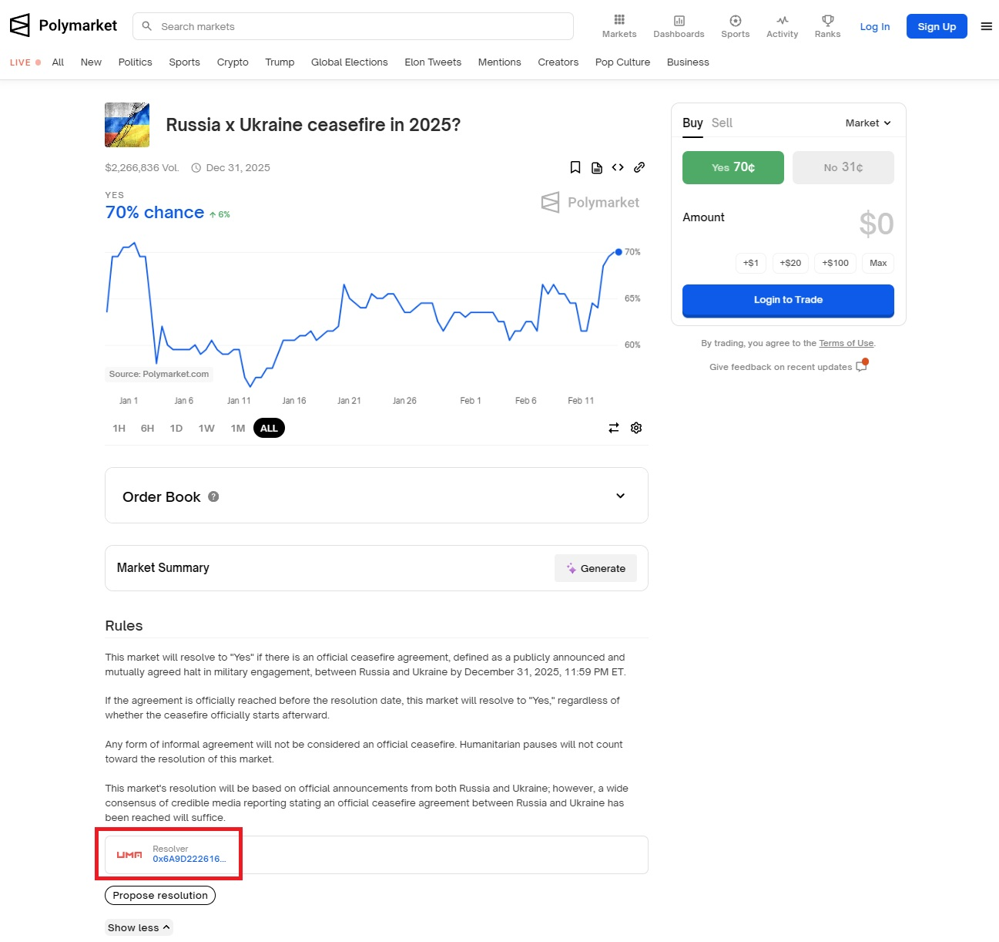 Polymarket
Search markets
Markets
Dashboards
Sports
Activity
Ranks
Log In
Sign Up
LIVE
All
New
Politics
Sports
Crypto
Trump
Global Elections
Elon Tweets
Mentions
Creators
Pop Culture
Business
Russia x Ukraine ceasefire in 2025?
$2,266,836 Vol.
Dec 31, 2025
YES
70% chance
6%
Polymarket
70%
65%
60%
Source: Polymarket.com
Jan 1
Jan 6
Jan 11
Jan 16
Jan 21
Jan 26
Feb 1
Feb 6
Feb 11
1H
6H
1D
1W
1M
ALL
Order Book
?
Market Summary
Generate
Rules
This market will resolve to "Yes" if there is an official ceasefire agreement, defined as a publicly announced and
mutually agreed halt in military engagement, between Russia and Ukraine by December 31, 2025, 11:59 PM ET.
If the agreement is officially reached before the resolution date, this market will resolve to "Yes," regardless of
whether the ceasefire officially starts afterward.
Any form of informal agreement will not be considered an official ceasefire. Humanitarian pauses will not count
toward the resolution of this market.
This market's resolution will be based on official announcements from both Russia and Ukraine; however, a wide
consensus of credible media reporting stating an official ceasefire agreement between Russia and Ukraine has
been reached will suffice.
UMA
Resolver
0x6A9D222616...
Propose resolution
Show less
Buy
Sell
Market
Yes 70¢
No 31¢
Amount
$0
+$1
+$20
+$100
Max
Login to Trade
By trading, you agree to the Terms of Use.
Give feedback on recent updates